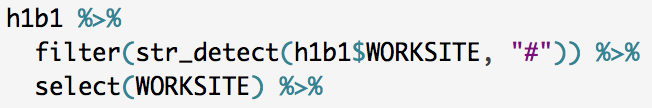 h1b1 %>%
filter(str_detect(h1b1$WORKSITE, "#")) %>%
select(WORKSITE) %>%